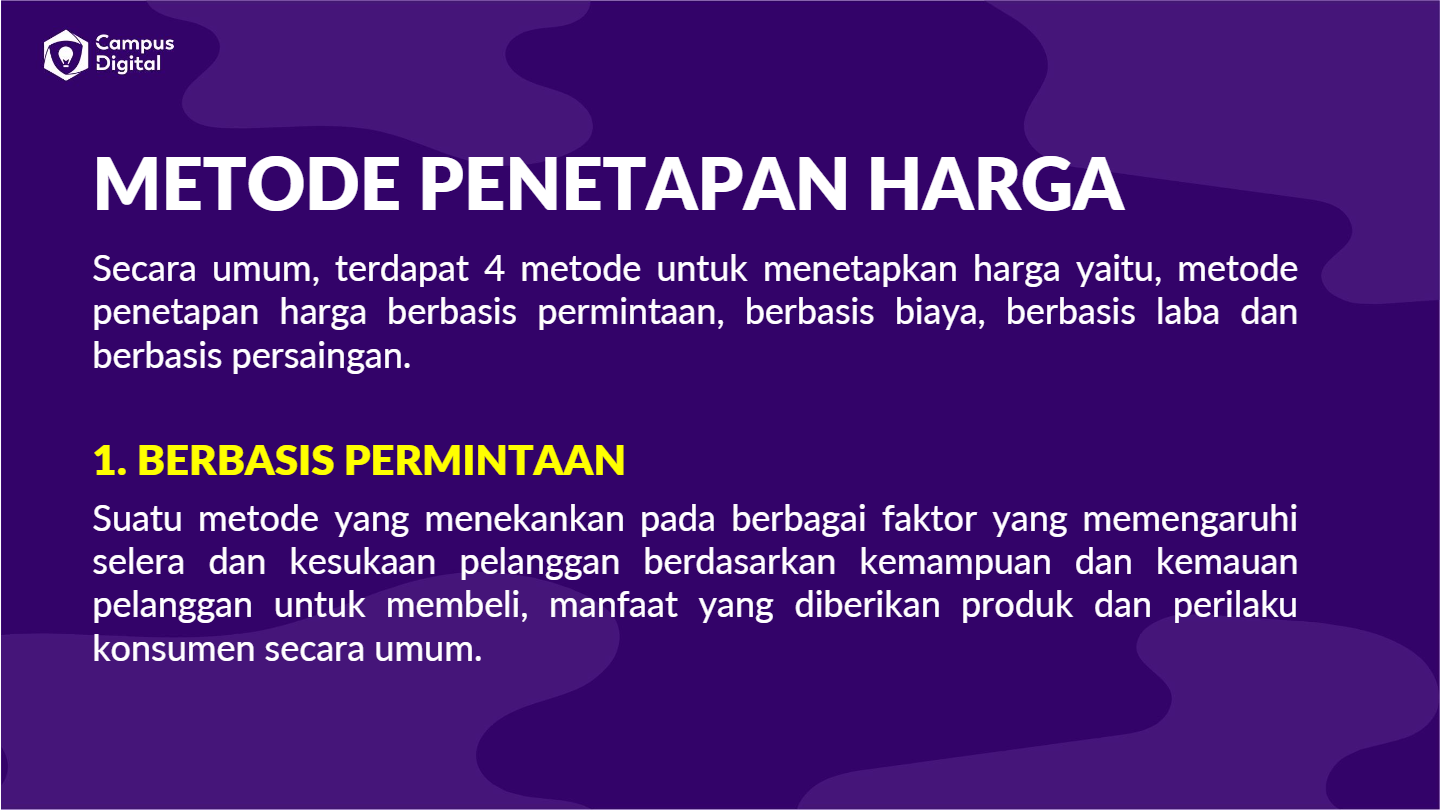 Campus
Digital
METODE PENETAPAN HARGA
Secara umum, terdapat 4 metode untuk menetapkan harga yaitu, metode
penetapan harga berbasis permintaan, berbasis biaya, berbasis laba dan
berbasis persaingan.
1. BERBASIS PERMINTAAN
Suatu metode yang menekankan pada berbagai faktor yang memengaruhi
selera dan kesukaan pelanggan berdasarkan kemampuan dan kemauan
pelanggan untuk membeli, manfaat yang diberikan produk dan perilaku
konsumen secara umum.